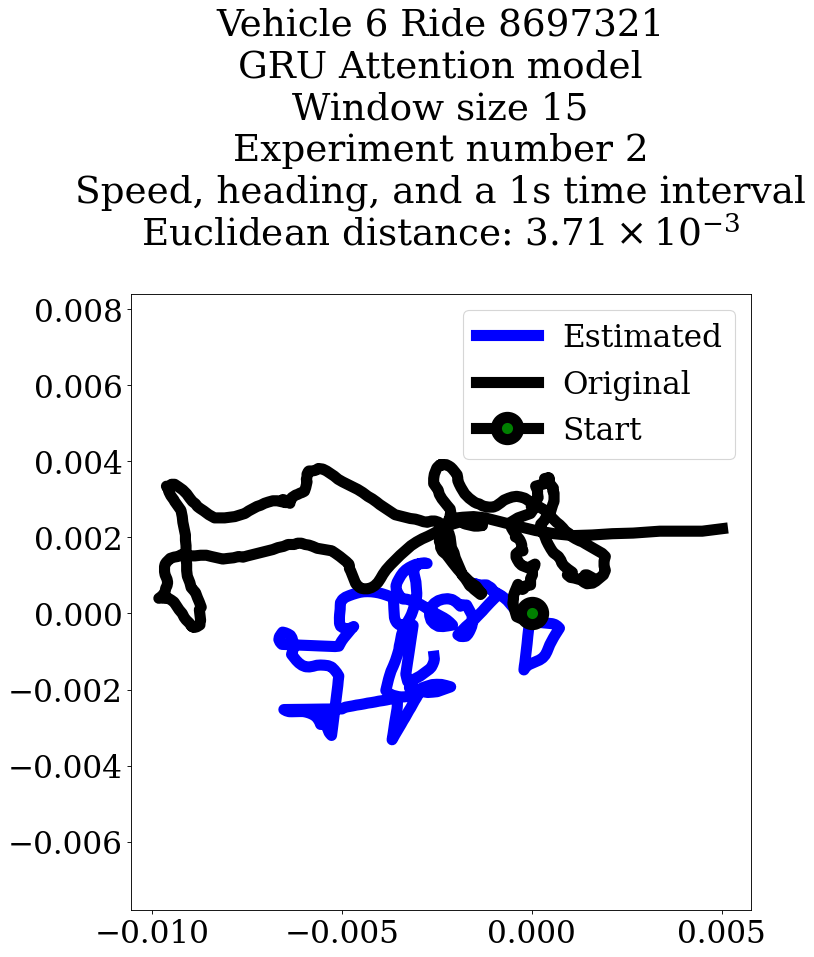 Vehicle 6 Ride 8697321
GRU Attention model
Window size 15
Experiment number 2
Speed, heading, and a 1s time interval
Euclidean distance: 3.71 × 10⁻³
0.008
0.006
0.004
0.002
0.000
−0.002
−0.004
−0.006
Estimated
Original
Start
−0.010
−0.005
0.000
0.005